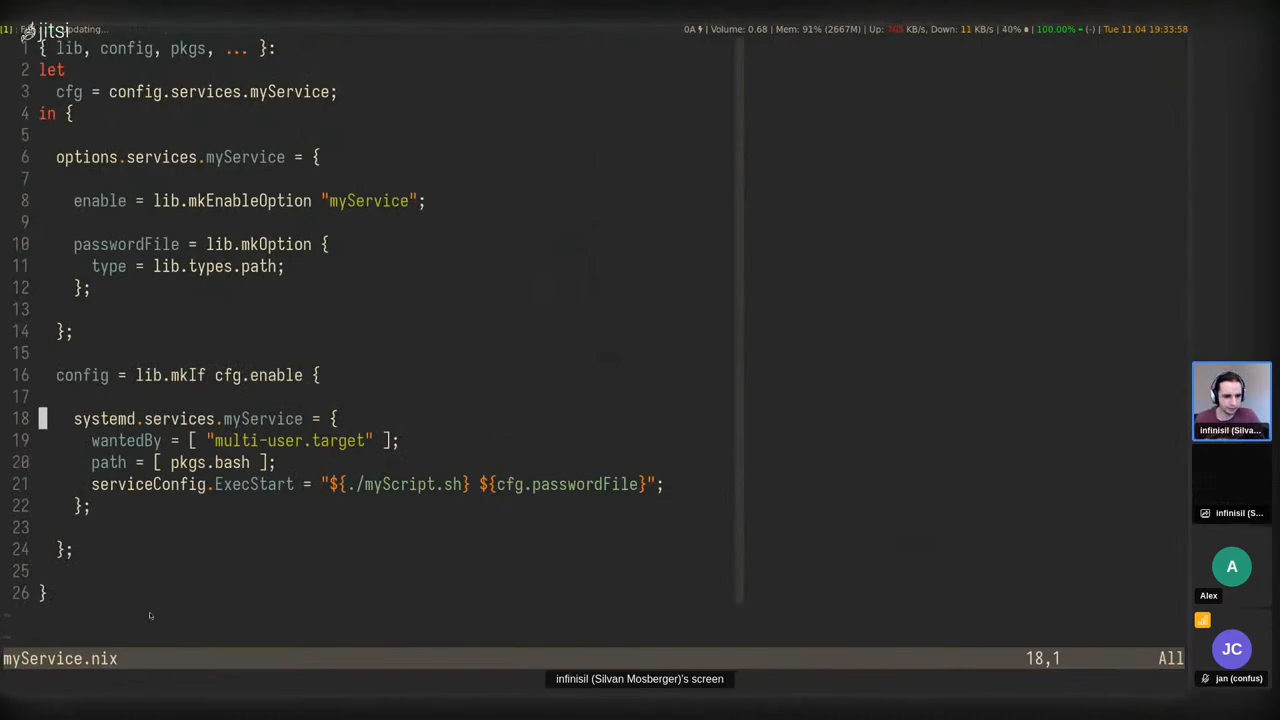 jitsi
[1] : updating...
0A Volume: 0.68 | Mem: 91% (2667M) | Up: KB/s, Down: 11 KB/s | 40% | 100.00% = (-) | Tue 11.04 19:33:58
1 { lib, config, pkgs, ... }:
2 let
3 cfg = config.services.myService;
4 in {
5
6 options.services.myService = {
7
8 enable = lib.mkEnableOption "myService";
9
10 passwordFile = lib.mkOption {
11 type = lib.types.path;
12 };
13
14 };
15
16 config = lib.mkIf cfg.enable {
17
18 systemd.services.myService = {
19 wantedBy = [ "multi-user.target" ];
20 path = [ pkgs.bash ];
21 serviceConfig.ExecStart = "${./myScript.sh} ${cfg.passwordFile}";
22 };
23
24 };
25
26 }
~
~
myService.nix 18,1 All
infinisil (Silvan Mosberger)'s screen
infinisil (Silva...
infinisil (S...
A
Alex
JC
jan (confus)